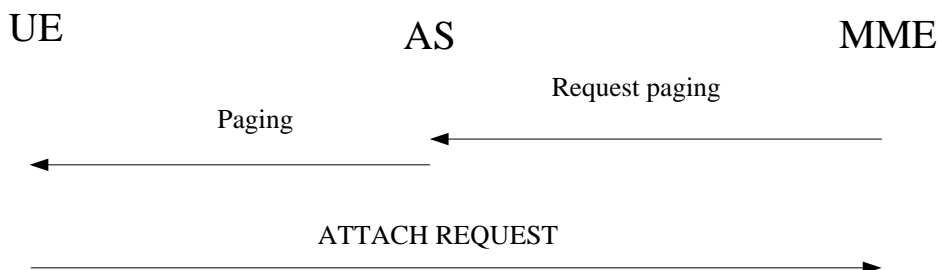 UE AS MME
Request paging
Paging
ATTACH REQUEST